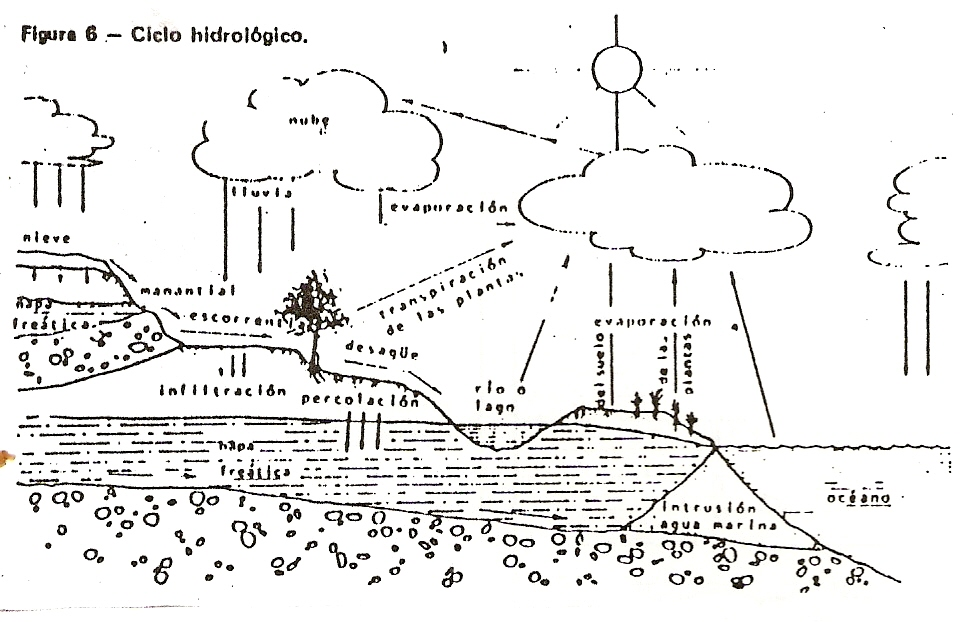 Figura 6 — Ciclo hidrológico.
nube
lluvia
evaporación
nieve
manantial
transpiración
de las plantas
napa
freática
escorrentía
desagüe
evaporación
del suelo
de las
plantas
infiltración
percolación
río o
lago
napa
freática
océano
intrusión
agua marina